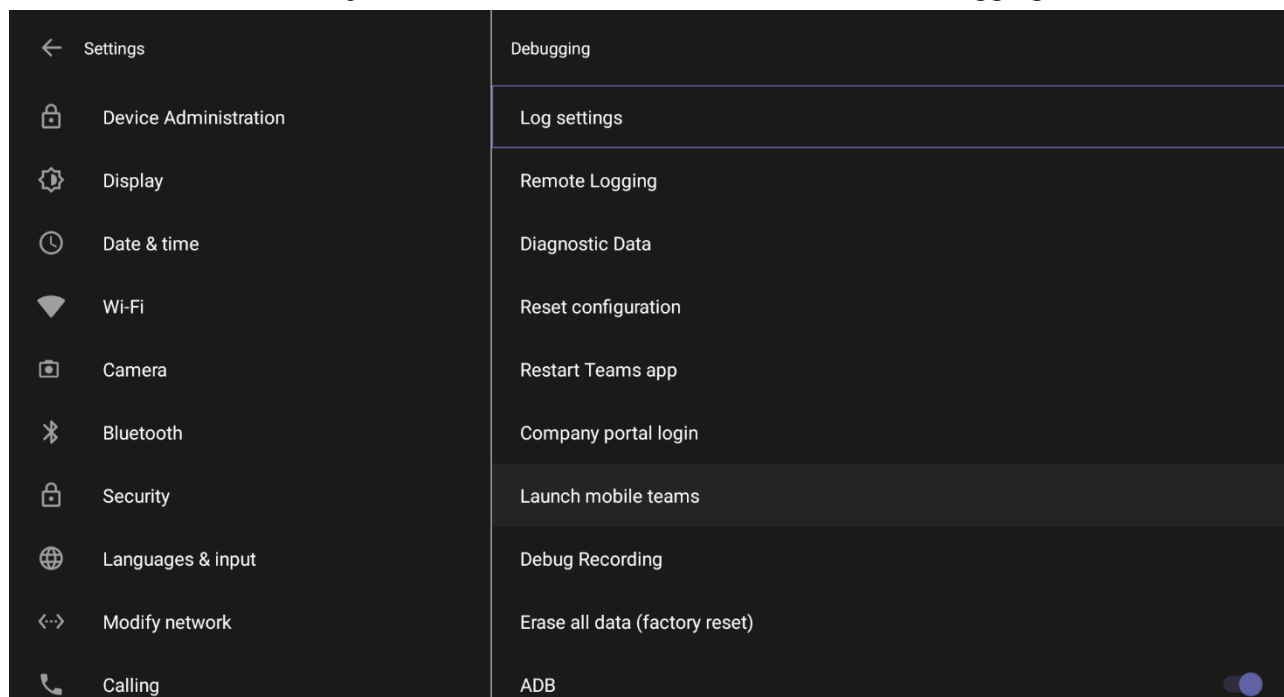 Settings
Device Administration
Display
Date & time
Wi-Fi
Camera
Bluetooth
Security
Languages & input
Modify network
Calling
Debugging
Log settings
Remote Logging
Diagnostic Data
Reset configuration
Restart Teams app
Company portal login
Launch mobile teams
Debug Recording
Erase all data (factory reset)
ADB